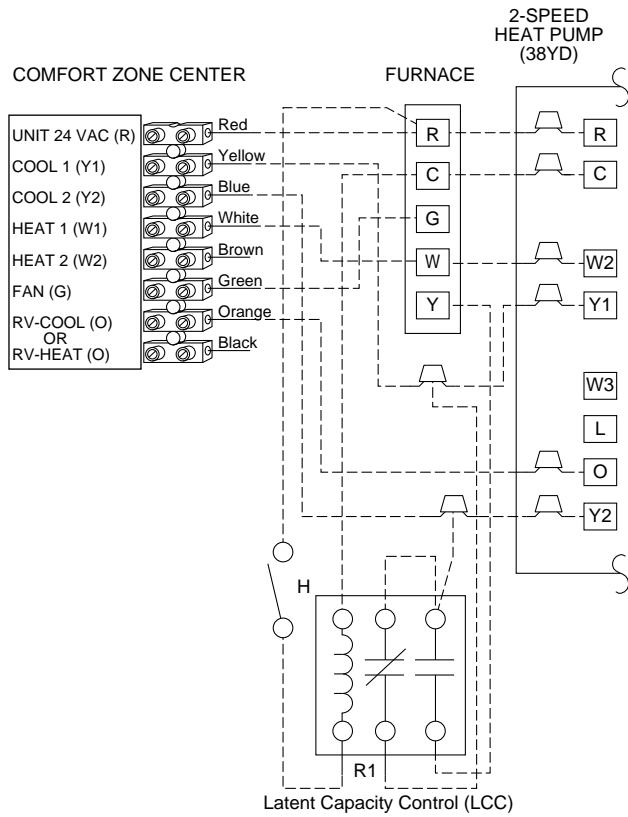 2-SPEED
HEAT PUMP
(38YD)
COMFORT ZONE CENTER
FURNACE
UNIT 24 VAC (R)
Red
R
R
COOL 1 (Y1)
Yellow
C
C
COOL 2 (Y2)
Blue
HEAT 1 (W1)
White
G
HEAT 2 (W2)
Brown
W
W2
FAN (G)
Green
Y
Y1
RV-COOL (O)
Orange
OR
RV-HEAT (O)
Black
W3
L
O
Y2
H
R1
Latent Capacity Control (LCC)